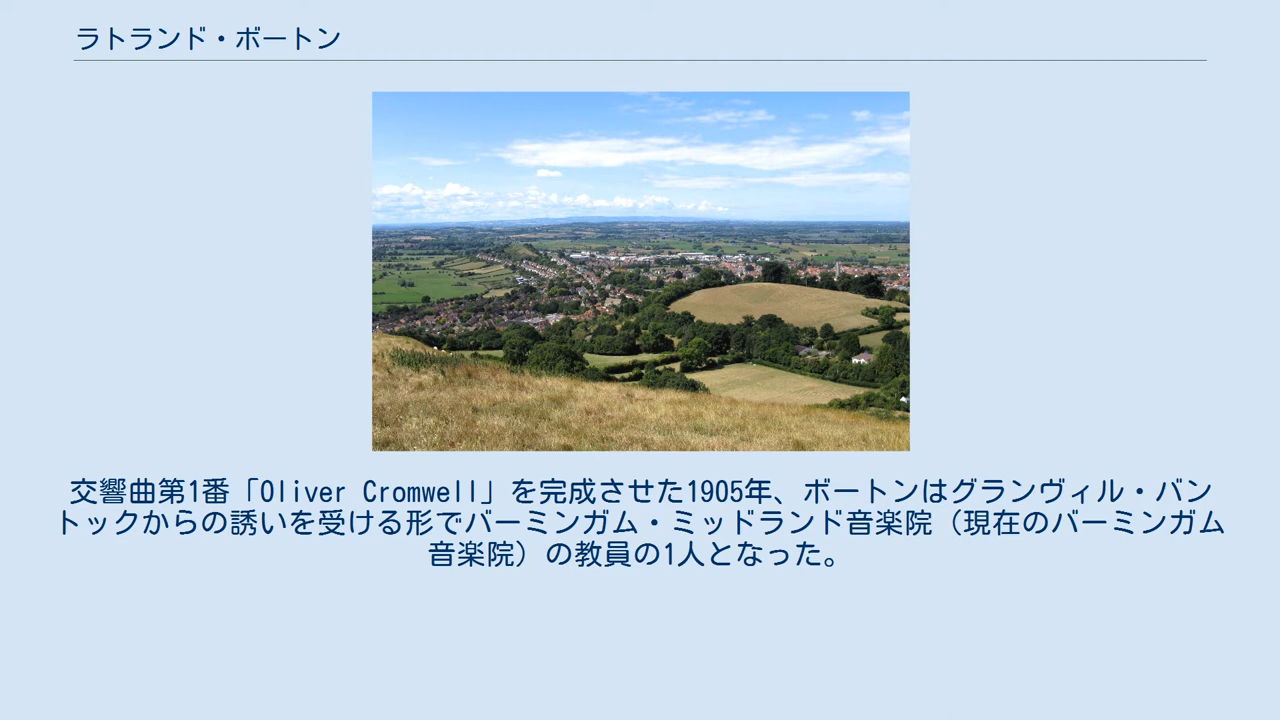 ラトランド・ボートン
交響曲第1番「Oliver Cromwell」を完成させた1905年、ボートンはグランヴィル・バン
トックからの誘いを受ける形でバーミンガム・ミッドランド音楽院（現在のバーミンガム
音楽院）の教員の1人となった。